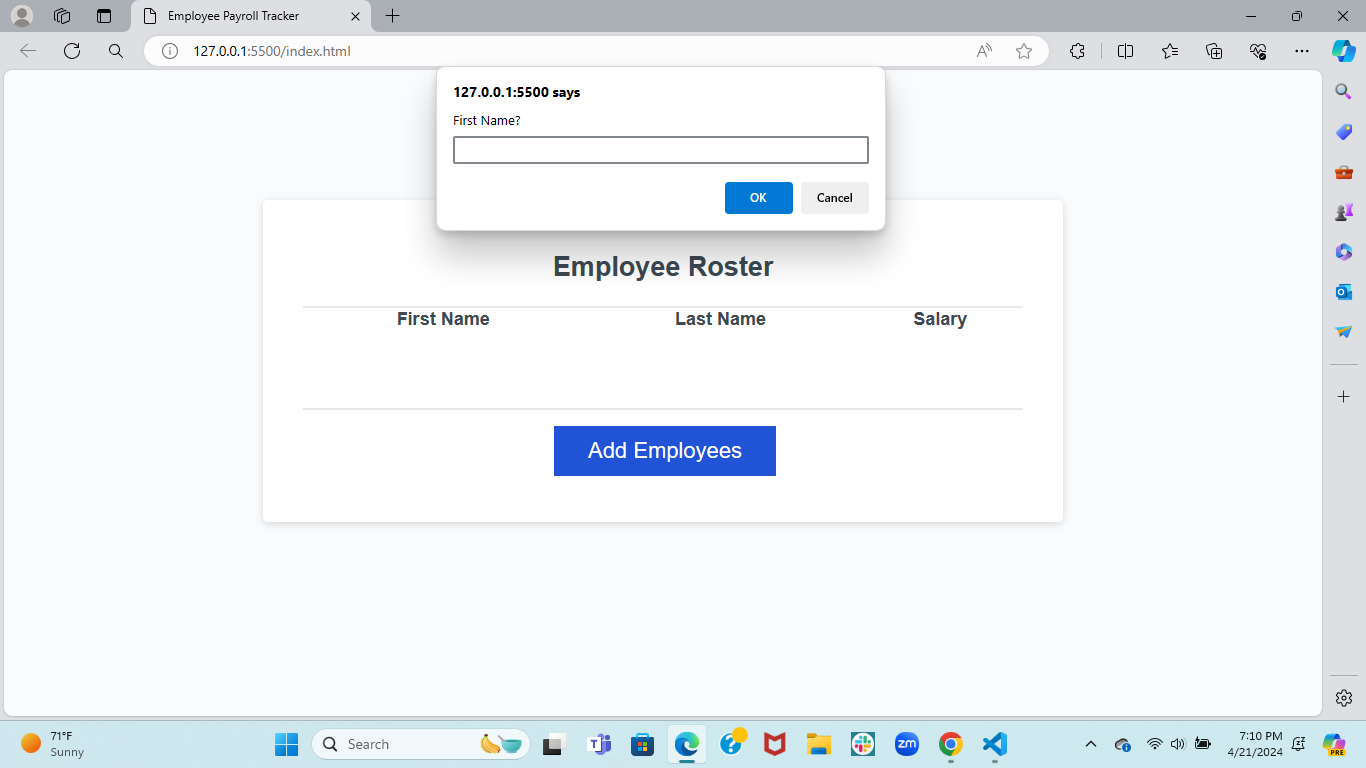 Employee Payroll Tracker
127.0.0.1:5500/index.html
127.0.0.1:5500 says
First Name?
OK
Cancel
Employee Roster
First Name Last Name Salary
Add Employees
71°F
Sunny
Search
T
zm
7:10 PM
4/21/2024
PRE